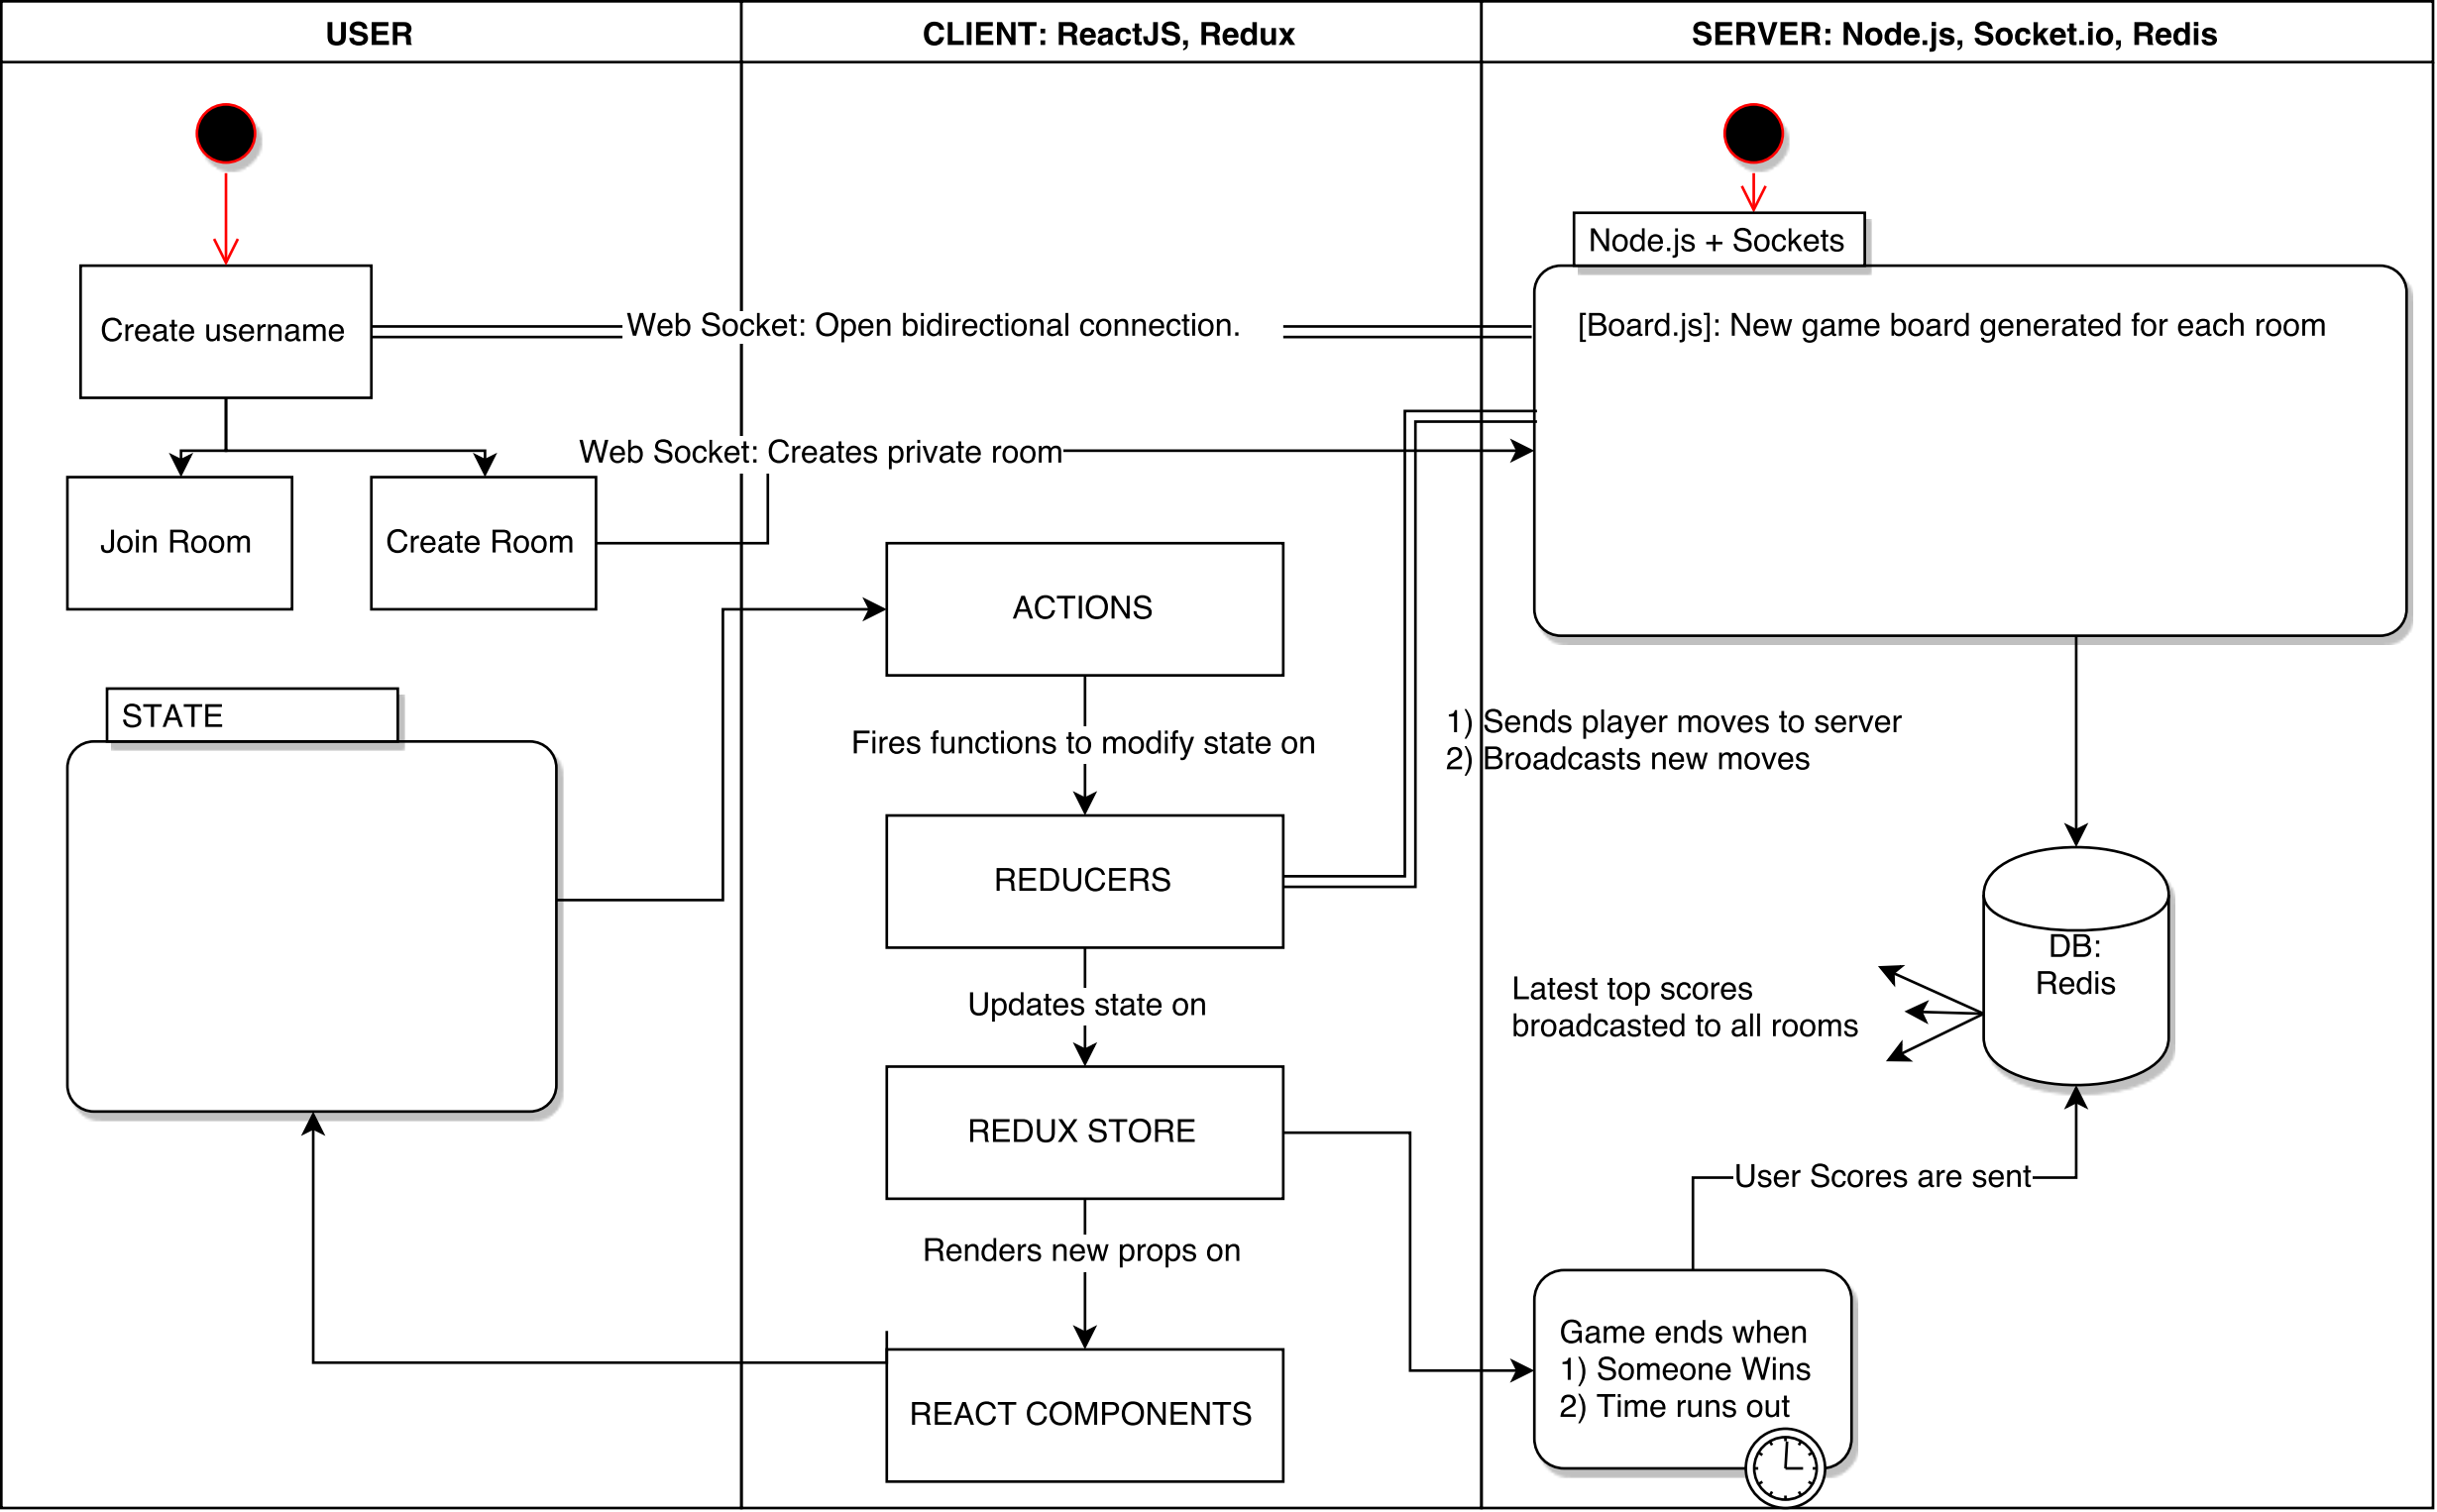 USER
CLIENT: ReactJS, Redux
SERVER: Node.js, Socket.io, Redis
Node.js + Sockets
Create username
Web Socket: Open bidirectional connection.
[Board.js]: New game board generated for each room
Web Socket: Creates private room
Join Room
Create Room
ACTIONS
STATE
1) Sends player moves to server
2) Broadcasts new moves
Fires functions to modify state on
REDUCERS
DB:
Redis
Latest top scores
broadcasted to all rooms
Updates state on
REDUX STORE
User Scores are sent
Renders new props on
Game ends when
1) Someone Wins
2) Time runs out
REACT COMPONENTS